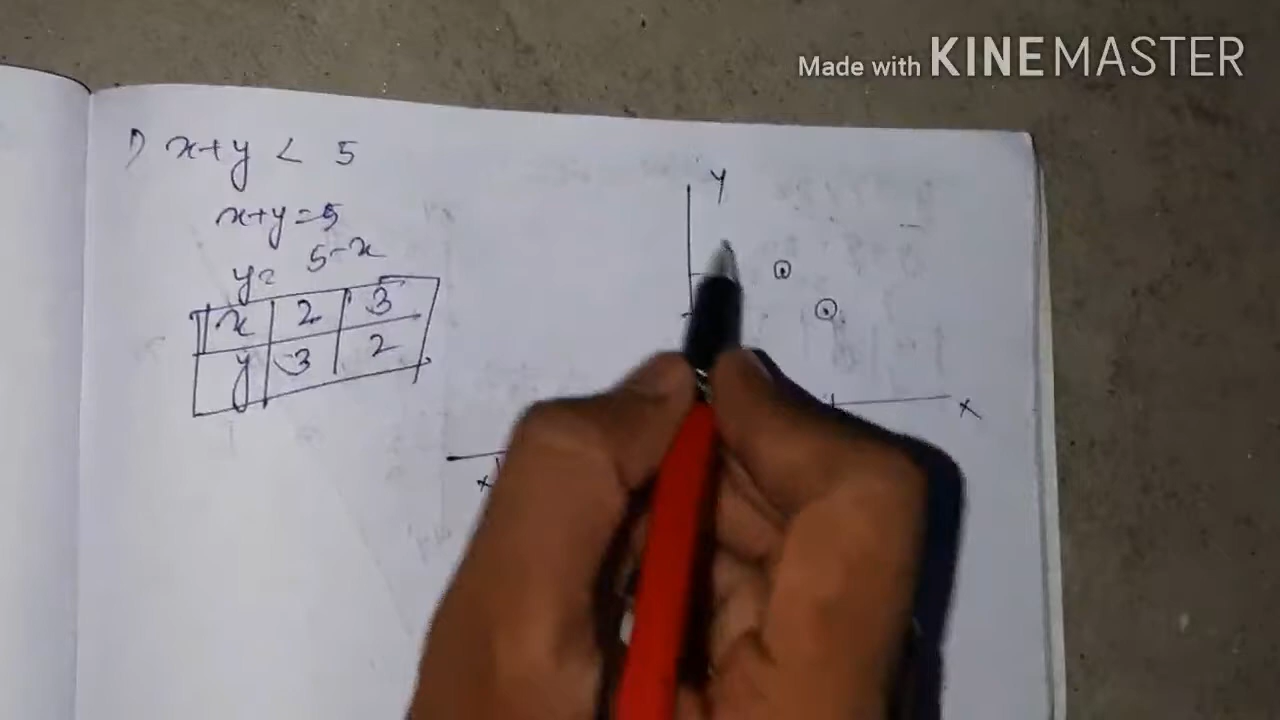 Made with KINEMASTER
1) x+y < 5
x+y=5
y= 5-x
x 2 3
y 3 2
Y
X
x